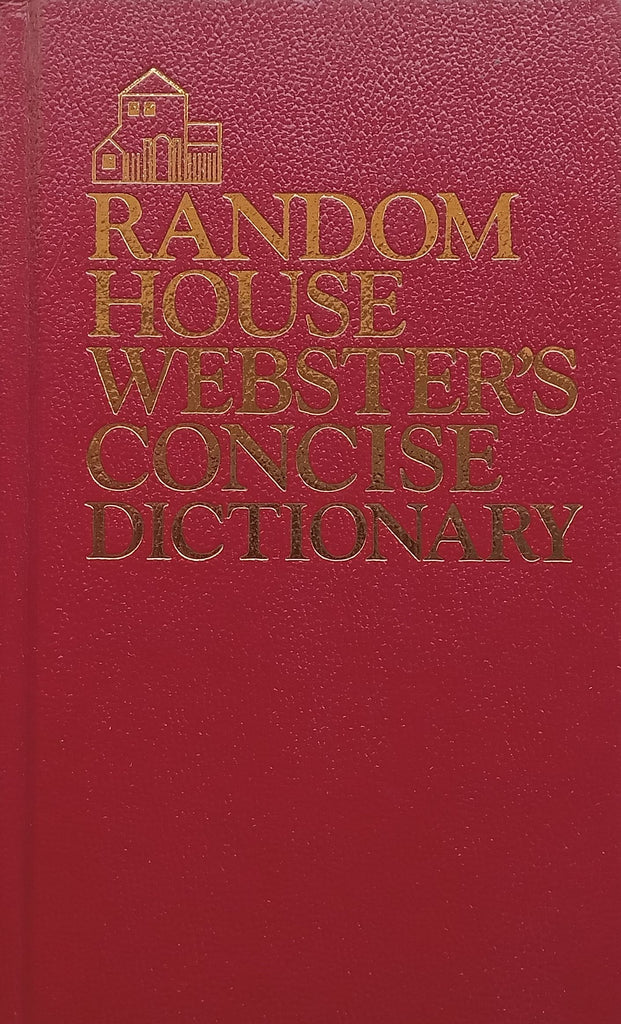 RANDOM
HOUSE
WEBSTER'S
CONCISE
DICTIONARY